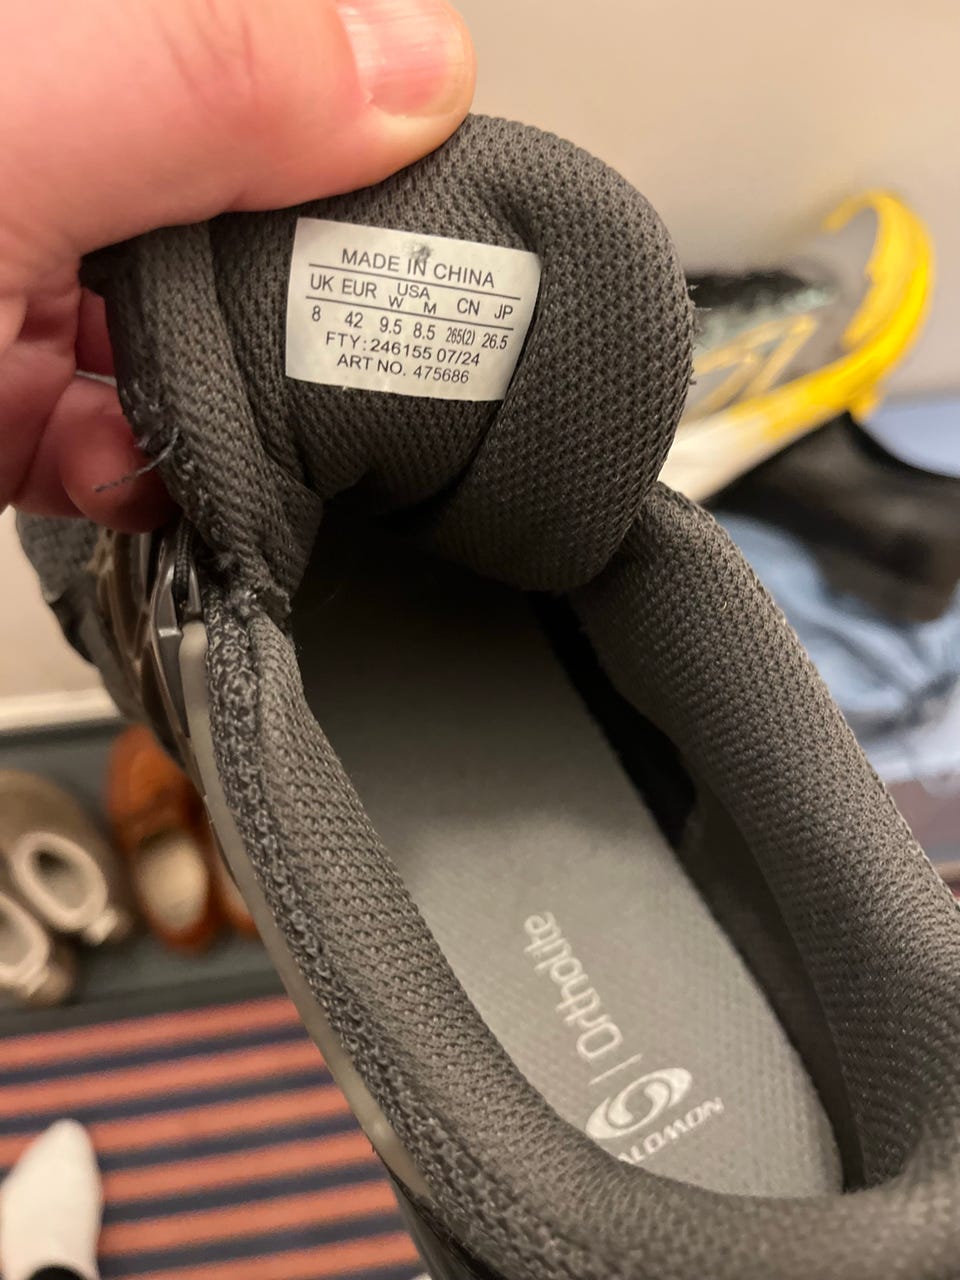 MADE IN CHINA
UK EUR USA CN JP
W M
8 42 9.5 8.5 265(2) 26.5
FTY: 246155 07/24
ART NO. 475686
Ortholite
SALOMON